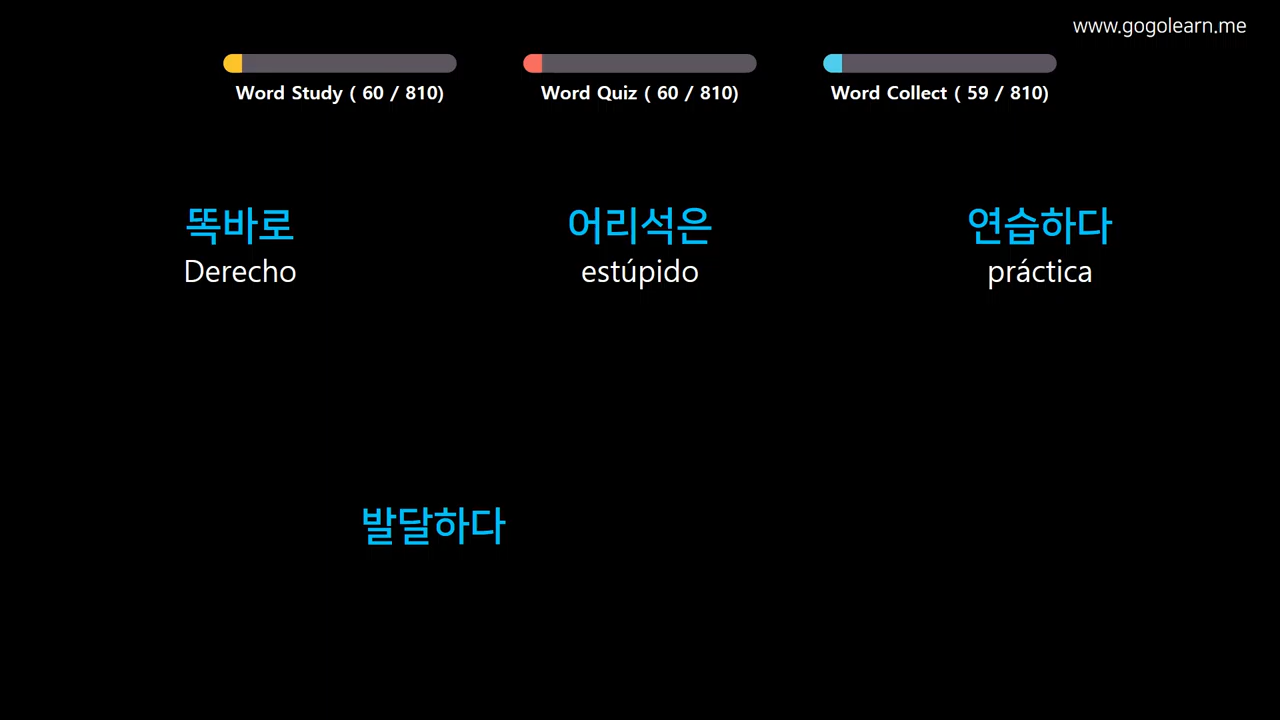 www.gogolearn.me
Word Study ( 60 / 810)
Word Quiz ( 60 / 810)
Word Collect ( 59 / 810)
똑바로
Derecho
어리석은
estúpido
연습하다
práctica
발달하다